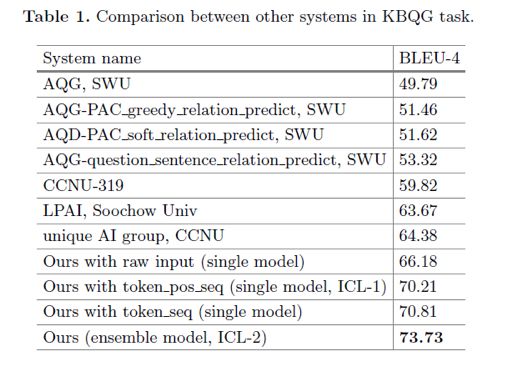 Table 1. Comparison between other systems in KBQG task.
System name BLEU-4
AQG, SWU 49.79
AQG-PAC_greedy_relation_predict, SWU 51.46
AQD-PAC_soft_relation_predict, SWU 51.62
AQG-question_sentence_relation_predict, SWU 53.32
CCNU-319 59.82
LPAI, Soochow Univ 63.67
unique AI group, CCNU 64.38
Ours with raw input (single model) 66.18
Ours with token_pos_seq (single model, ICL-1) 70.21
Ours with token_seq (single model) 70.81
Ours (ensemble model, ICL-2) 73.73